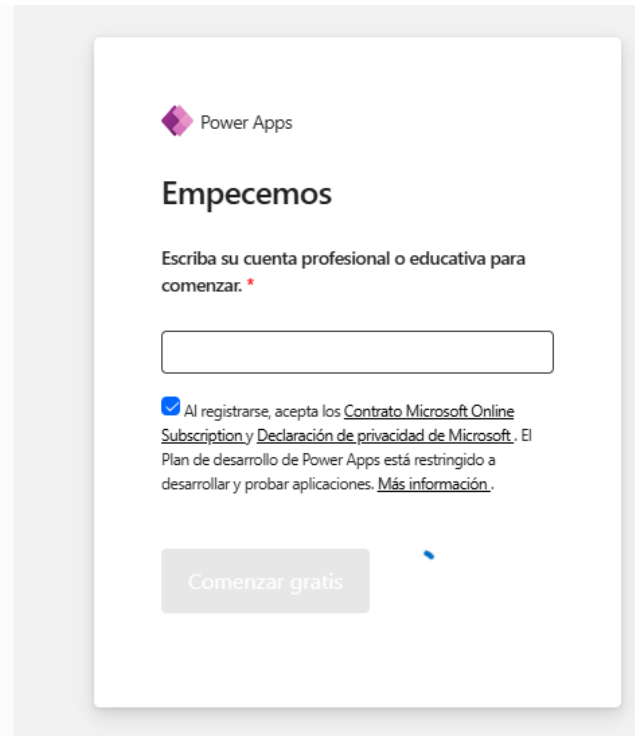 Power Apps
Empecemos
Escriba su cuenta profesional o educativa para
comenzar. *
Al registrarse, acepta los Contrato Microsoft Online
Subscription y Declaración de privacidad de Microsoft . El
Plan de desarrollo de Power Apps está restringido a
desarrollar y probar aplicaciones. Más información .
Comenzar gratis